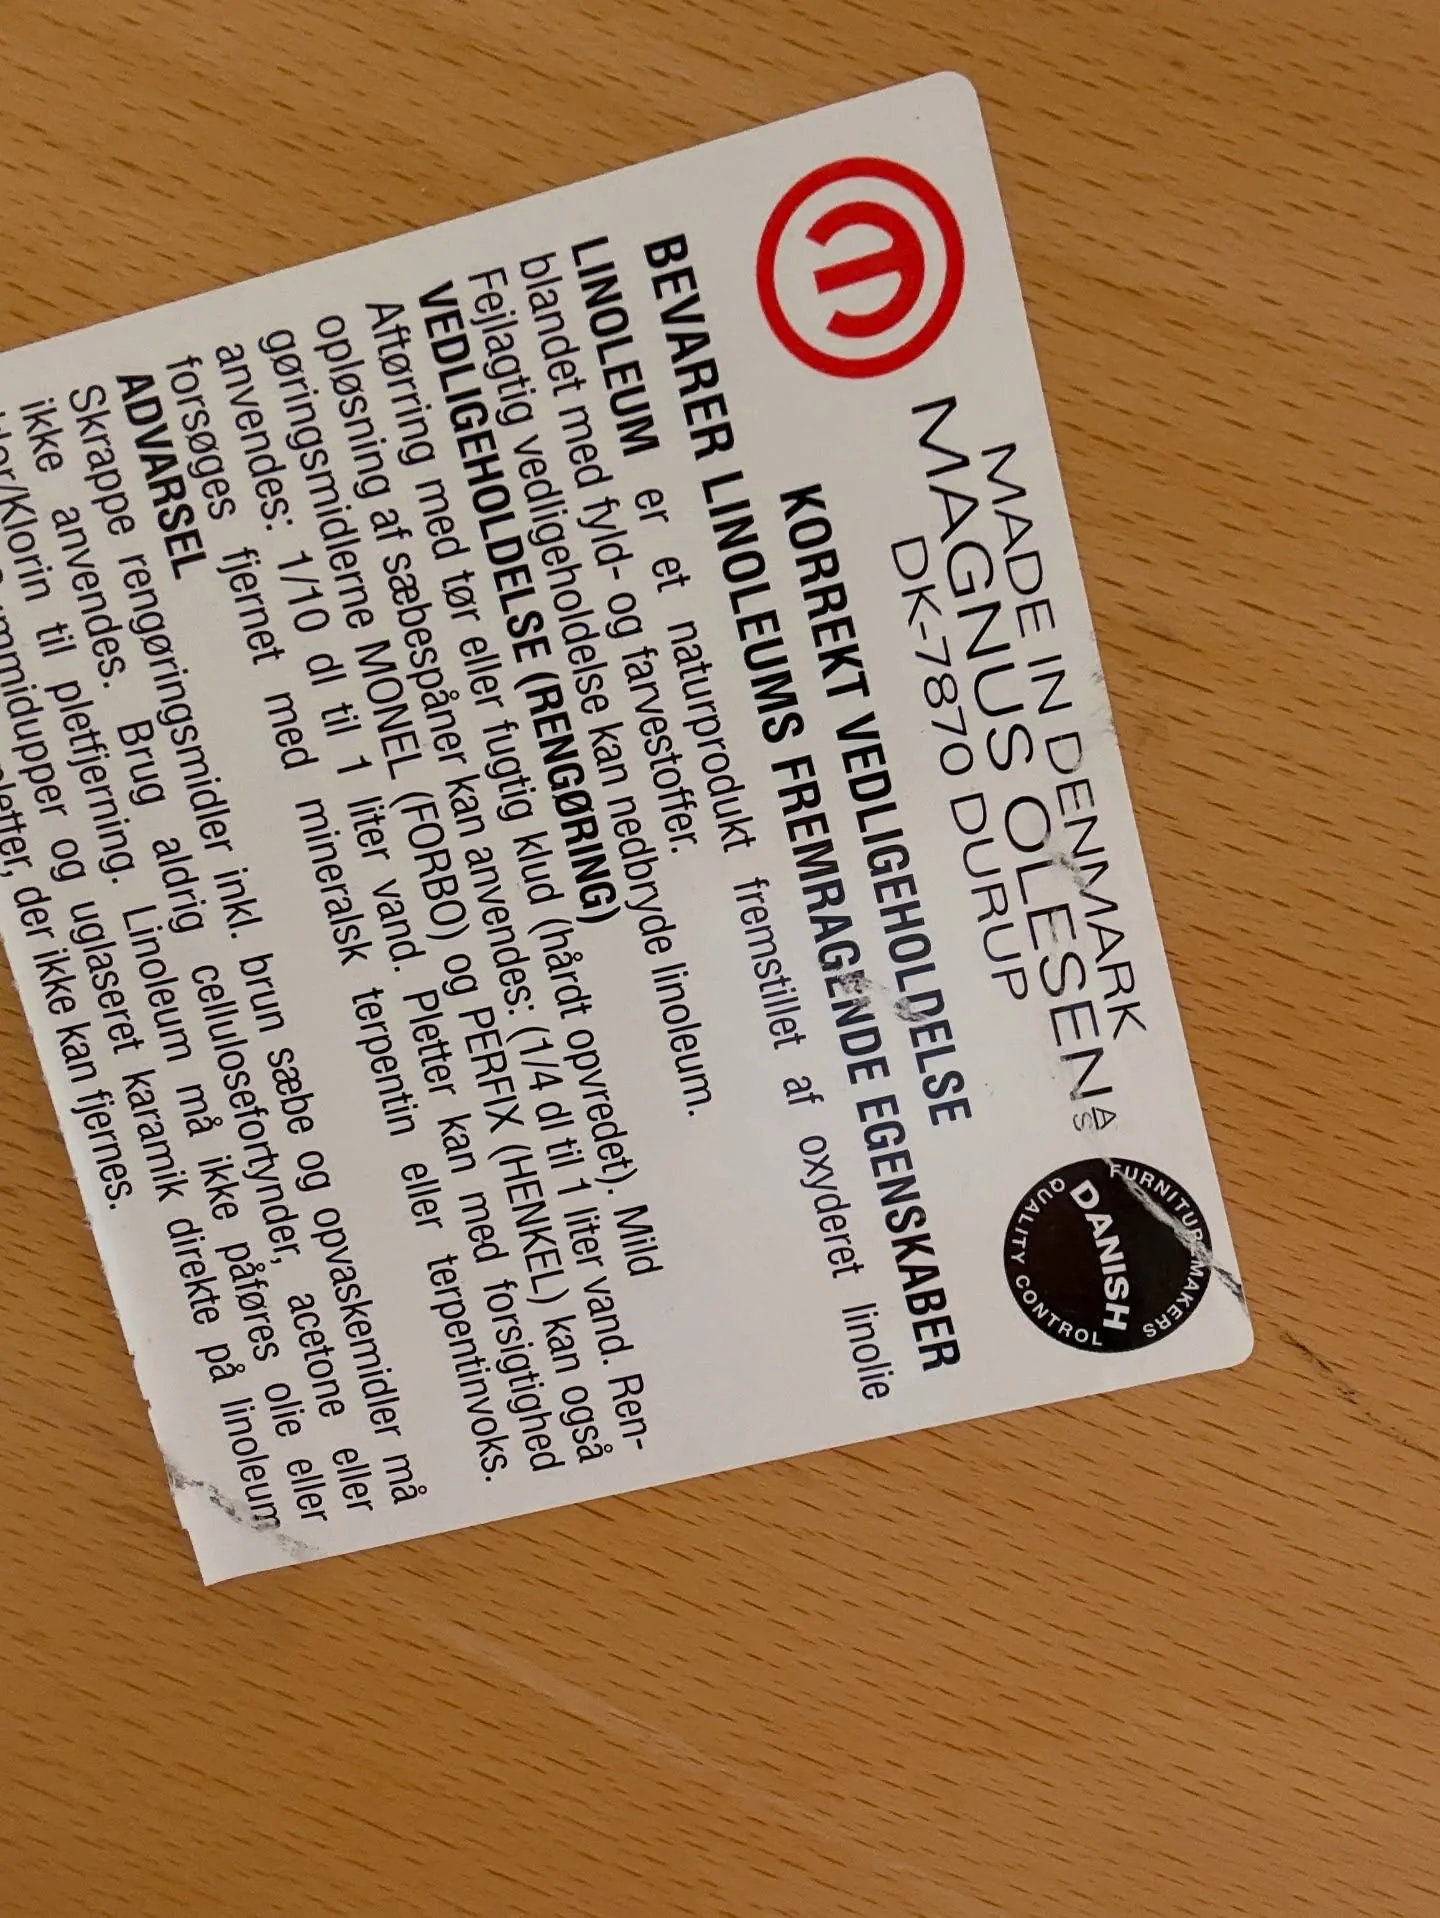 MADE IN DENMARK
MAGNUS OLESEN A/S
DK-7870 DURUP
FURNITUREMAKERS
DANISH
QUALITY CONTROL
KORREKT VEDLIGEHOLDELSE
BEVARER LINOLEUMS FREMRAGENDE EGENSKABER
LINOLEUM er et naturprodukt fremstillet af oxyderet linolie
blandet med fyld- og farvestoffer.
Fejlagtig vedligeholdelse kan nedbryde linoleum.
VEDLIGEHOLDELSE (RENGØRING)
Aftørring med tør eller fugtig klud (hårdt opvredet). Mild
opløsning af sæbespåner kan anvendes: (1/4 dl til 1 liter vand. Ren-
gøringsmidlerne MONEL (FORBO) og PERFIX (HENKEL) kan også
anvendes: 1/10 dl til 1 liter vand. Pletter kan med forsigtighed
forsøges fjernet med mineralsk terpentin eller terpentinvoks.
ADVARSEL
Skrappe rengøringsmidler inkl. brun sæbe og opvaskemidler må
ikke anvendes. Brug aldrig cellulosefortynder, acetone eller
klor/Klorin til pletfjerning. Linoleum må ikke påføres olie eller
gummidupper og uglaseret karamik direkte på linoleum
pletter, der ikke kan fjernes.